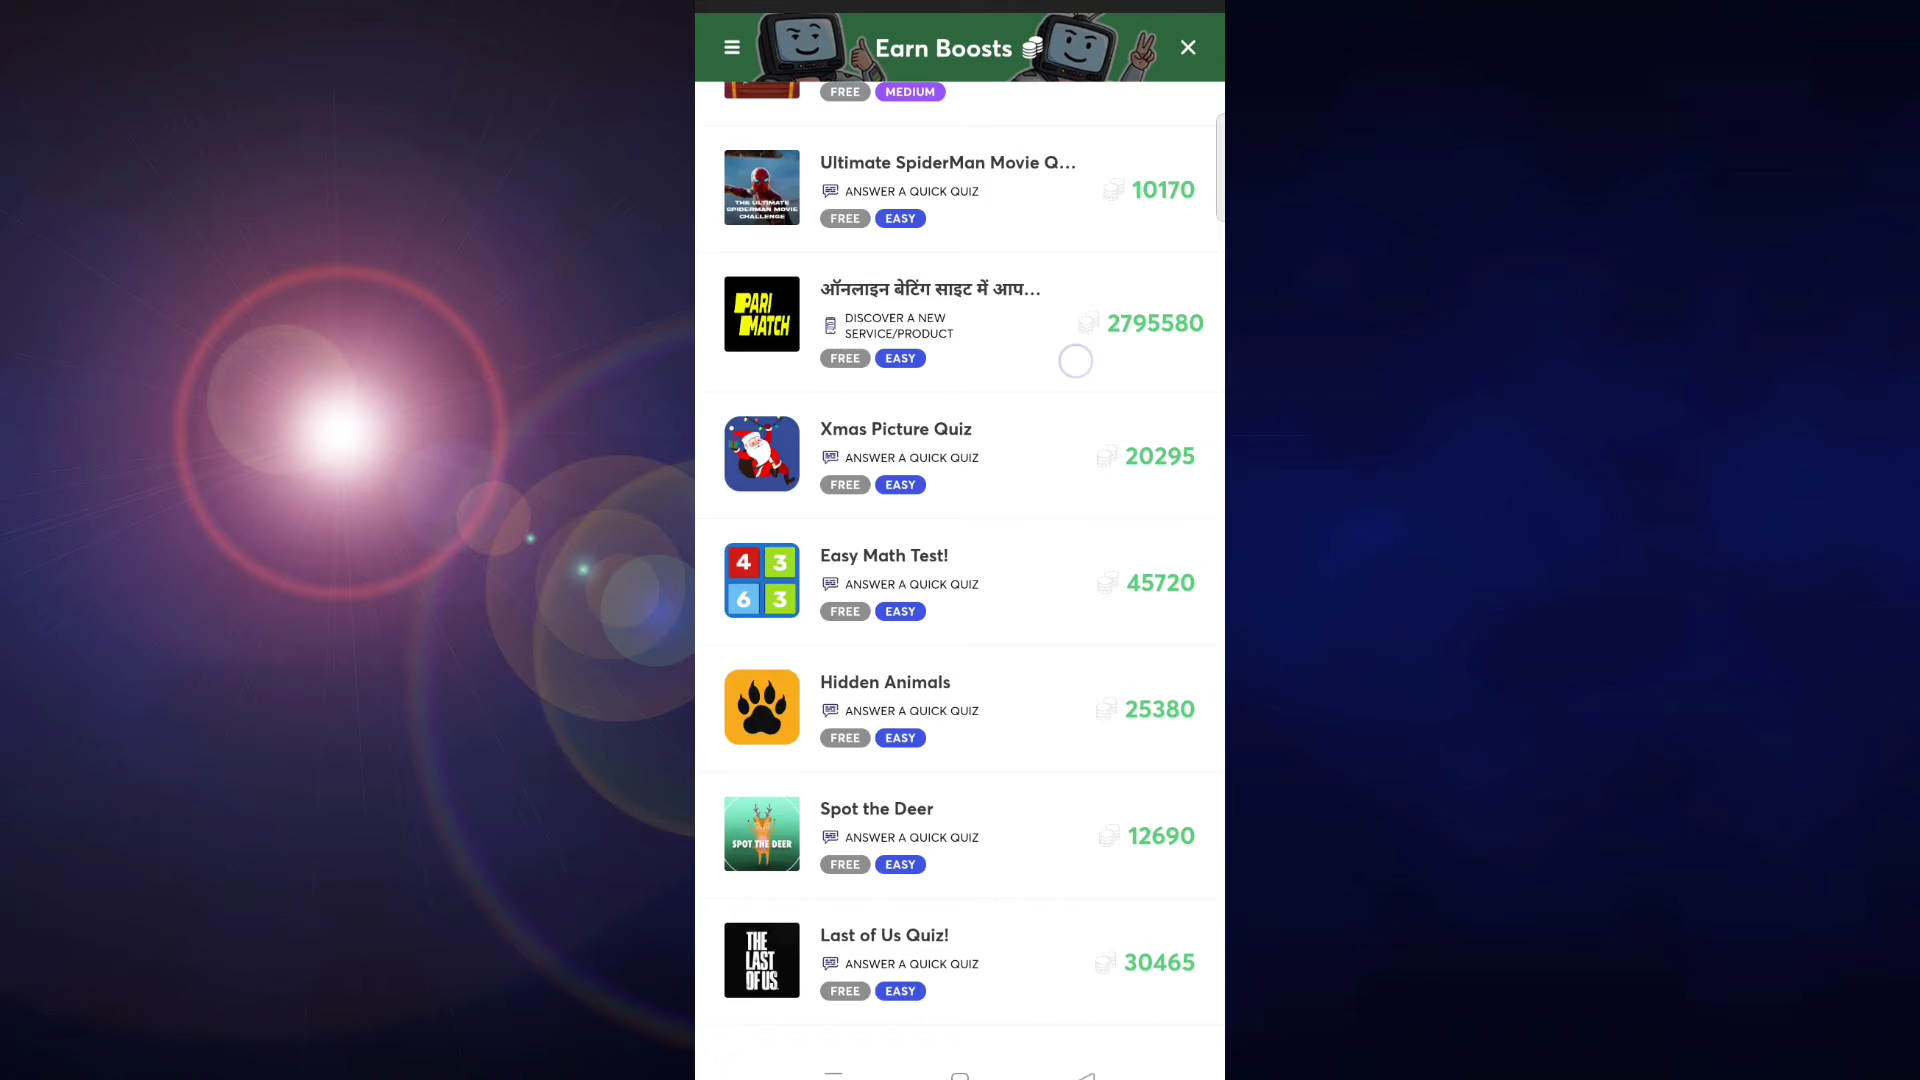 Earn Boosts
FREE MEDIUM
Ultimate SpiderMan Movie Q...
ANSWER A QUICK QUIZ
10170
FREE EASY
THE ULTIMATE
SPIDERMAN MOVIE
CHALLENGE
ऑनलाइन बेटिंग साइट में आप...
DISCOVER A NEW
SERVICE/PRODUCT
2795580
FREE EASY
PARI
MATCH
Xmas Picture Quiz
ANSWER A QUICK QUIZ
20295
FREE EASY
Easy Math Test!
ANSWER A QUICK QUIZ
45720
FREE EASY
4 3
6 3
Hidden Animals
ANSWER A QUICK QUIZ
25380
FREE EASY
Spot the Deer
ANSWER A QUICK QUIZ
12690
FREE EASY
SPOT THE DEER
Last of Us Quiz!
ANSWER A QUICK QUIZ
30465
FREE EASY
THE
LAST
OF US